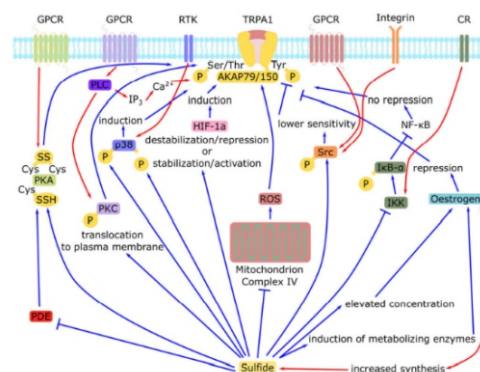 GPCR GPCR RTK TRPA1 GPCR Integrin CR
Ser/Thr Tyr
P AKAP79/150 P
PLC IP3 Ca2+
induction
no repression
HIF-1a
NF-κB
induction
destabilization/repression
or
stabilization/activation
lower sensitivity
p38
Src
P P
P
IκB-α
P
repression
SS
Cys Cys
PKA
Cys
SSH
PKC
P
ROS
IKK
Oestrogen
translocation
to plasma membrane
Mitochondrion
Complex IV
PDE
elevated concentration
induction of metabolizing enzymes
Sulfide
increased synthesis